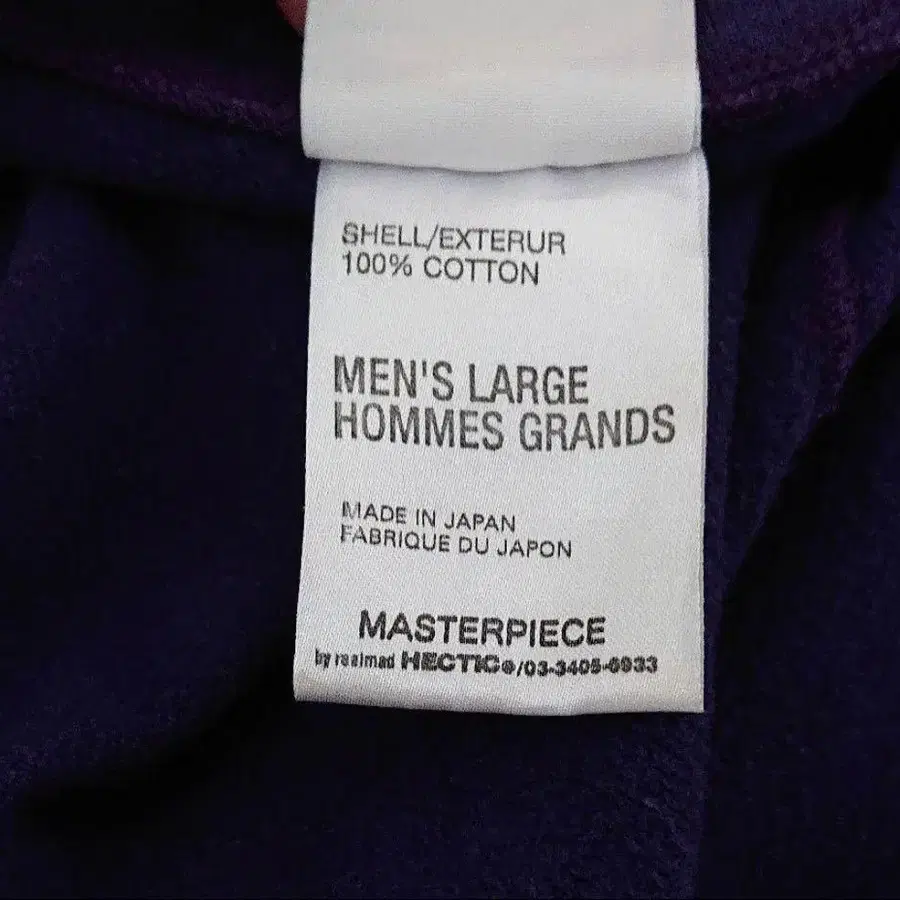 SHELL/EXTERUR
100% COTTON
MEN'S LARGE
HOMMES GRANDS
MADE IN JAPAN
FABRIQUE DU JAPON
MASTERPIECE
by realmad HECTIC®/03-3405-6933